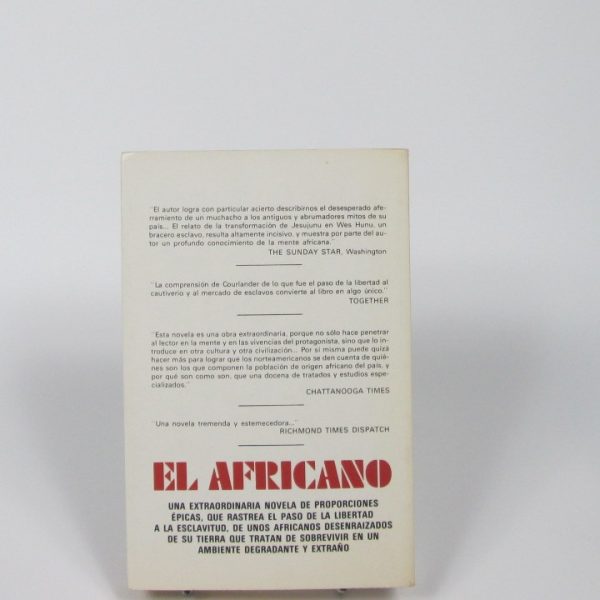 "El autor logra con particular acierto describirnos el desesperado afe-
rramiento de un muchacho a los antiguos y abrumadores mitos de su
país... El relato de la transformación de Jesujunu en Wes Hunu, un
bracero esclavo, resulta altamente incisivo, y muestra por parte del au-
tor un profundo conocimiento de la mente africana."
THE SUNDAY STAR, Washington
"La comprensión de Courlander de lo que fue el paso de la libertad al
cautiverio y al mercado de esclavos convierte al libro en algo único."
TOGETHER
"Esta novela es una obra extraordinaria, porque no sólo hace penetrar
al lector en la mente y en las vivencias del protagonista, sino que lo in-
troduce en otra cultura y otra civilización... Por sí misma puede quizá
hacer más para lograr que los norteamericanos se den cuenta de quié-
nes son los que componen la población de origen africano del país, y
por qué son como son, que una docena de tratados y estudios espe-
cializados."
CHATTANOOGA TIMES
"Una novela tremenda y estemecedora..."
RICHMOND TIMES DISPATCH
EL AFRICANO
UNA EXTRAORDINARIA NOVELA DE PROPORCIONES
ÉPICAS, QUE RASTREA EL PASO DE LA LIBERTAD
A LA ESCLAVITUD, DE UNOS AFRICANOS DESENRAIZADOS
DE SU TIERRA QUE TRATAN DE SOBREVIVIR EN UN
AMBIENTE DEGRADANTE Y EXTRAÑO